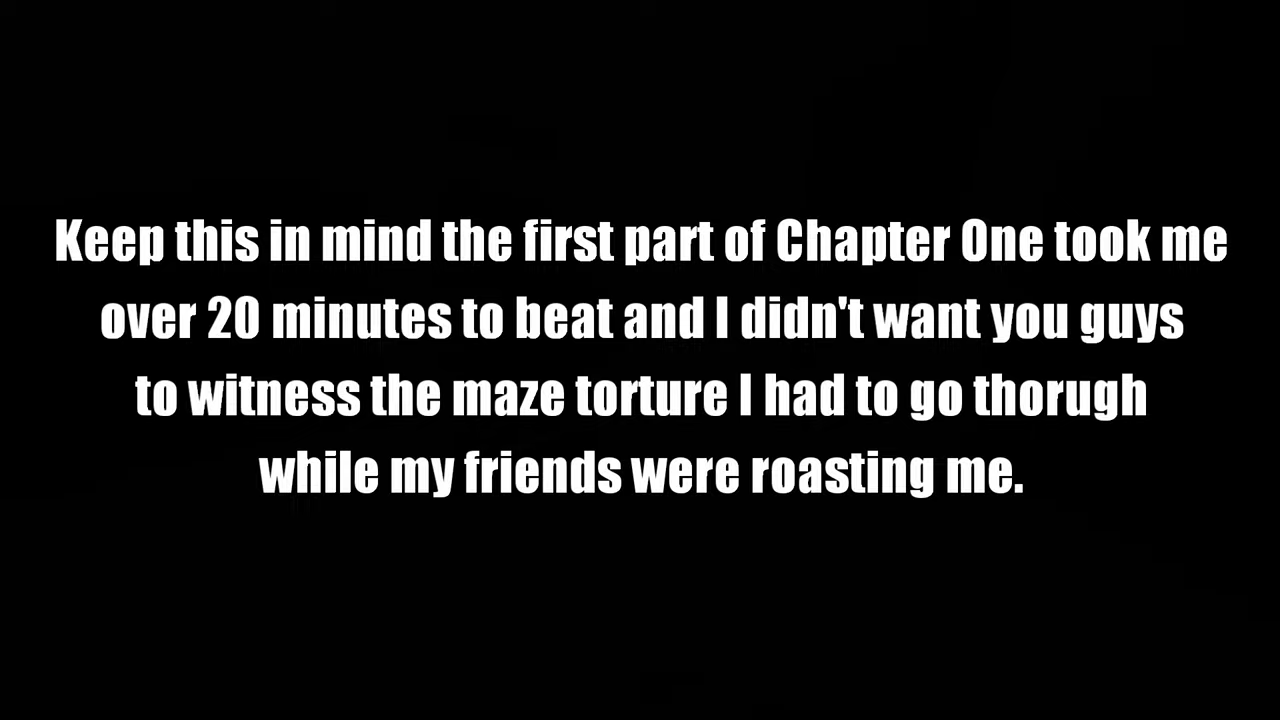 Keep this in mind the first part of Chapter One took me
over 20 minutes to beat and I didn't want you guys
to witness the maze torture I had to go thorugh
while my friends were roasting me.